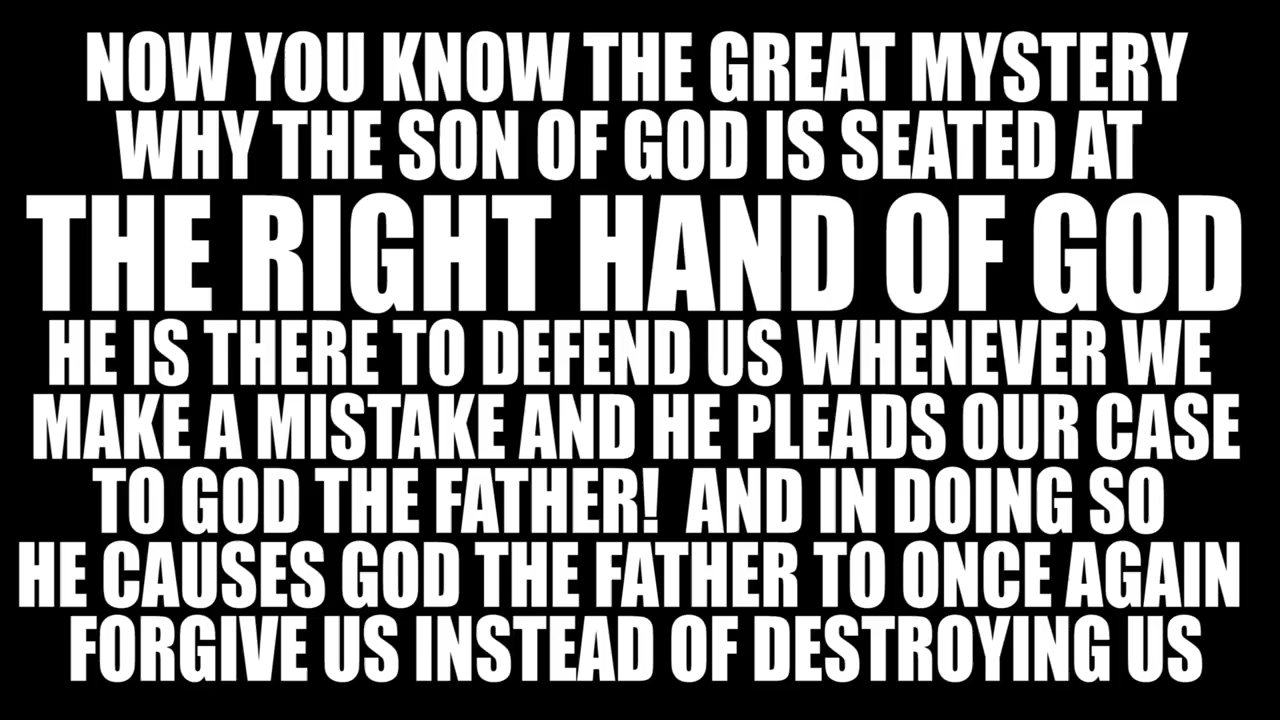 NOW YOU KNOW THE GREAT MYSTERY
WHY THE SON OF GOD IS SEATED AT
THE RIGHT HAND OF GOD
HE IS THERE TO DEFEND US WHENEVER WE
MAKE A MISTAKE AND HE PLEADS OUR CASE
TO GOD THE FATHER! AND IN DOING SO
HE CAUSES GOD THE FATHER TO ONCE AGAIN
FORGIVE US INSTEAD OF DESTROYING US